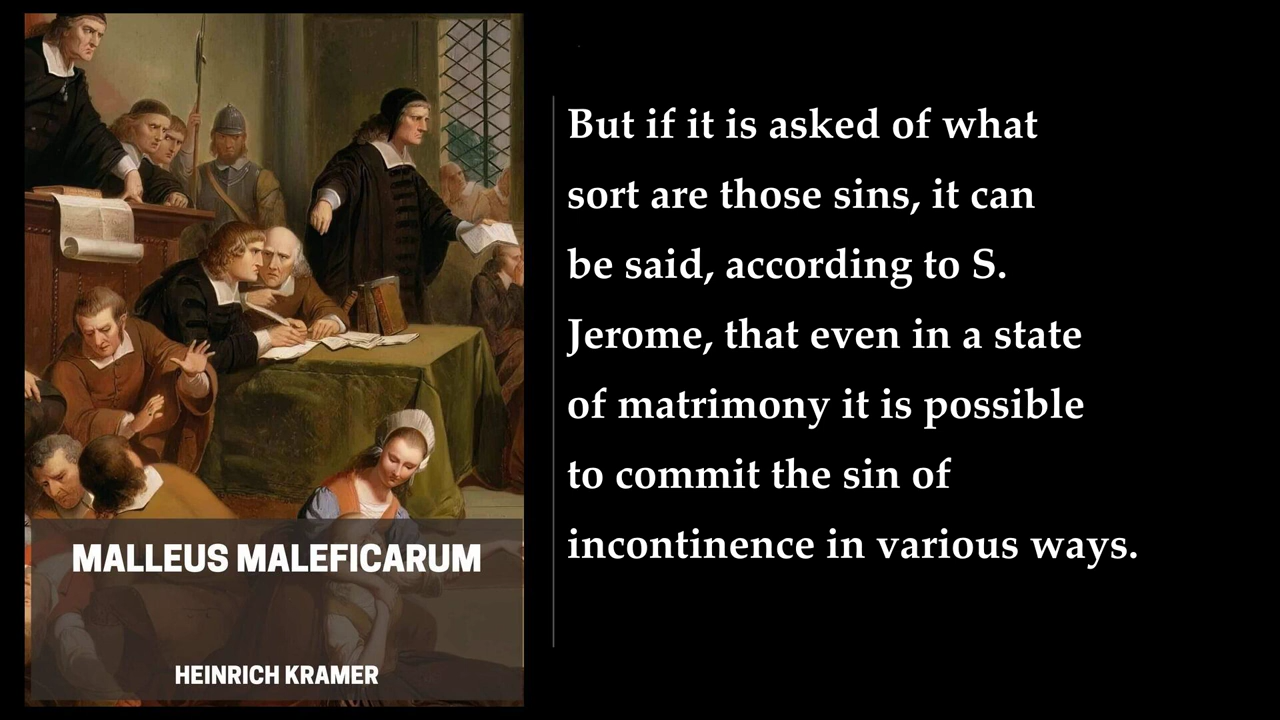 MALLEUS MALEFICARUM
HEINRICH KRAMER
But if it is asked of what
sort are those sins, it can
be said, according to S.
Jerome, that even in a state
of matrimony it is possible
to commit the sin of
incontinence in various ways.